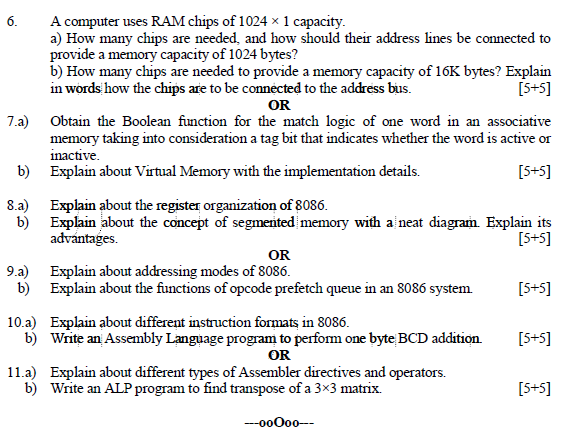 6. A computer uses RAM chips of 1024 × 1 capacity.
a) How many chips are needed, and how should their address lines be connected to
provide a memory capacity of 1024 bytes?
b) How many chips are needed to provide a memory capacity of 16K bytes? Explain
in words how the chips are to be connected to the address bus. [5+5]
OR
7.a) Obtain the Boolean function for the match logic of one word in an associative
memory taking into consideration a tag bit that indicates whether the word is active or
inactive.
b) Explain about Virtual Memory with the implementation details. [5+5]
8.a) Explain about the register organization of 8086.
b) Explain about the concept of segmented memory with a neat diagram. Explain its
advantages. [5+5]
OR
9.a) Explain about addressing modes of 8086.
b) Explain about the functions of opcode prefetch queue in an 8086 system. [5+5]
10.a) Explain about different instruction formats in 8086.
b) Write an Assembly Language program to perform one byte BCD addition. [5+5]
OR
11.a) Explain about different types of Assembler directives and operators.
b) Write an ALP program to find transpose of a 3×3 matrix. [5+5]
---ooOoo---